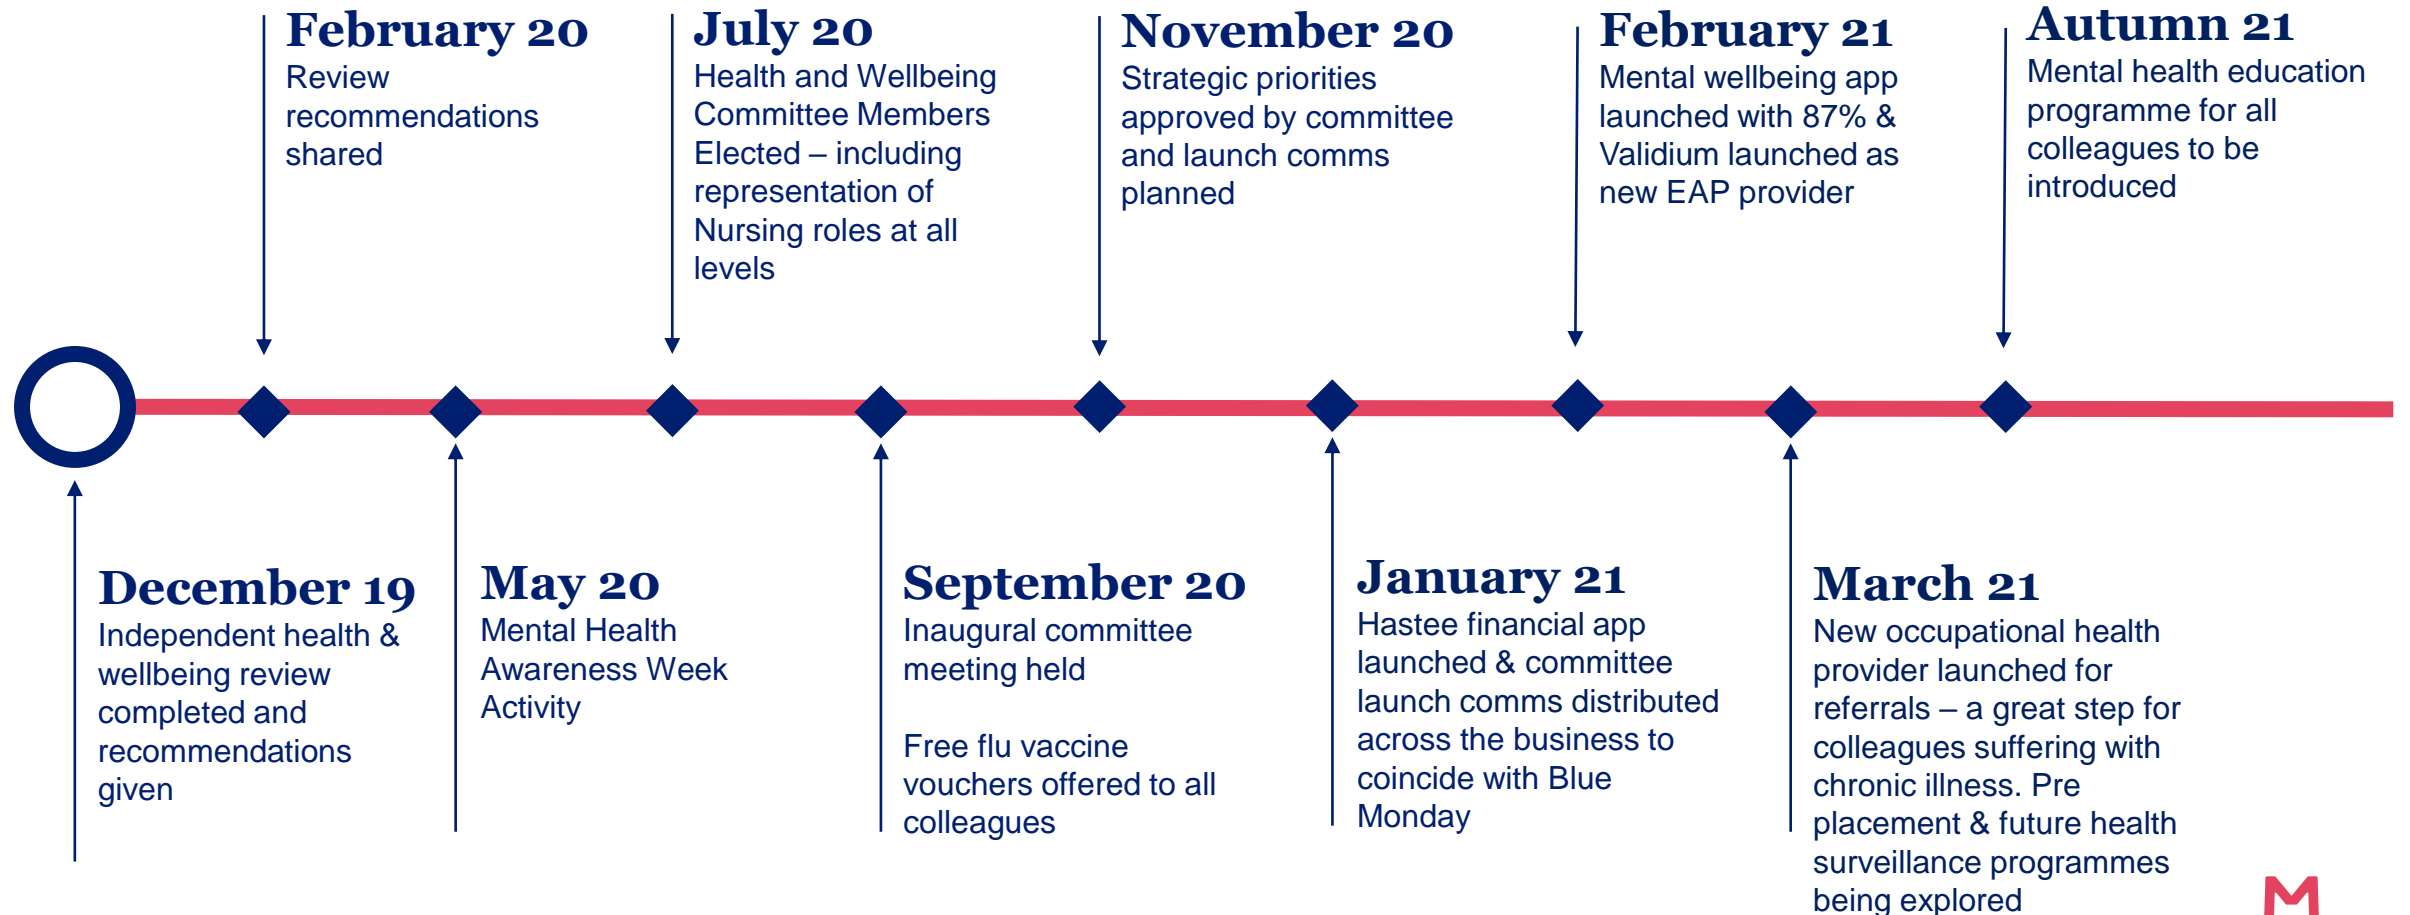 February 20
Review
recommendations
shared
July 20
Health and Wellbeing
Committee Members
Elected – including
representation of
Nursing roles at all
levels
November 20
Strategic priorities
approved by committee
and launch comms
planned
February 21
Mental wellbeing app
launched with 87% &
Validium launched as
new EAP provider
Autumn 21
Mental health education
programme for all
colleagues to be
introduced
December 19
Independent health &
wellbeing review
completed and
recommendations
given
May 20
Mental Health
Awareness Week
Activity
September 20
Inaugural committee
meeting held
Free flu vaccine
vouchers offered to all
colleagues
January 21
Hastee financial app
launched & committee
launch comms distributed
across the business to
coincide with Blue
Monday
March 21
New occupational health
provider launched for
referrals – a great step for
colleagues suffering with
chronic illness. Pre
placement & future health
surveillance programmes
being explored
M